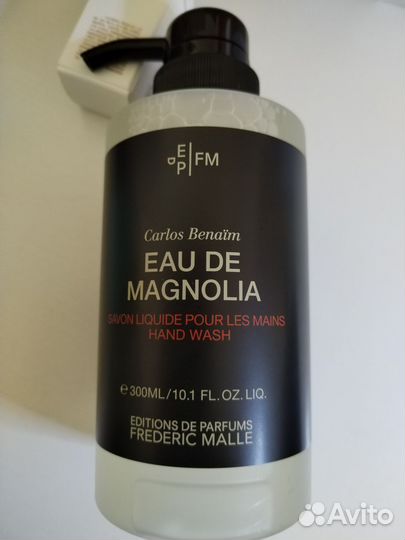 EDP|FM
Carlos Benaïm
EAU DE
MAGNOLIA
SAVON LIQUIDE POUR LES MAINS
HAND WASH
℮ 300ML/10.1 FL. OZ. LIQ.
EDITIONS DE PARFUMS
FREDERIC MALLE
Avito